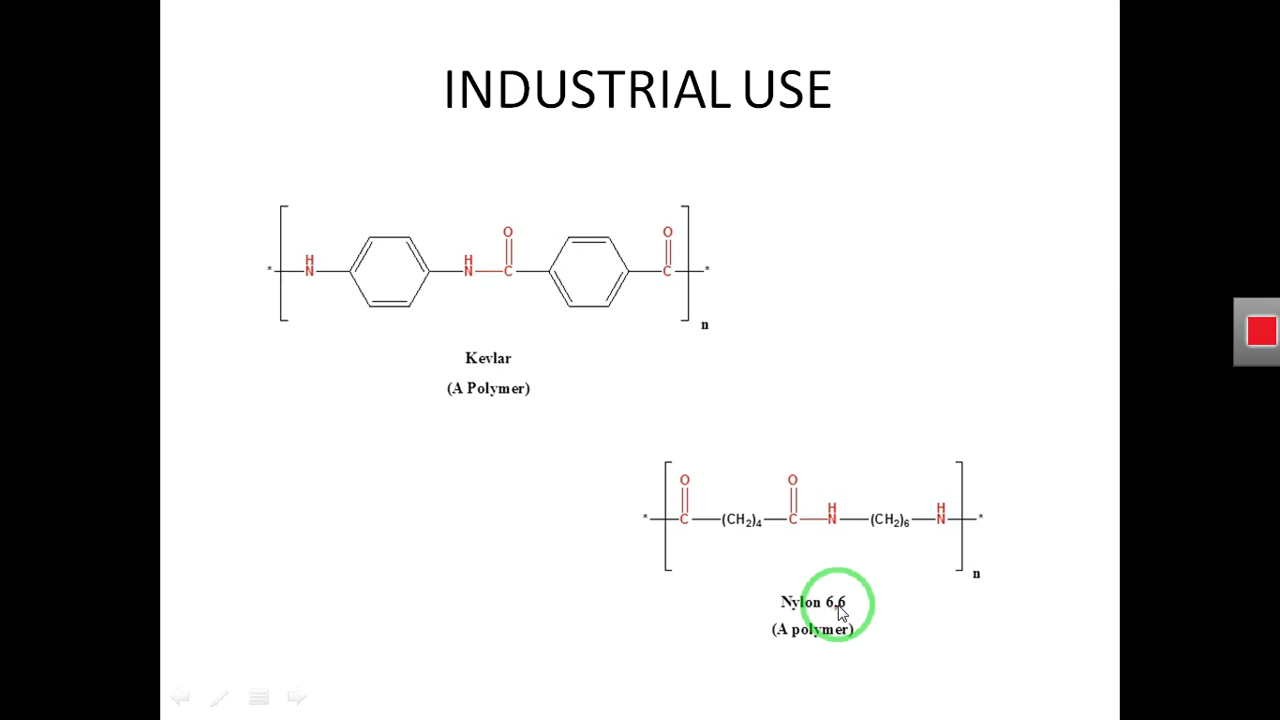 INDUSTRIAL USE
O O
H H
* N N C C *
n
Kevlar
(A Polymer)
O O
H H
* C (CH2)4 C N (CH2)6 N *
n
Nylon 6,6
(A polymer)